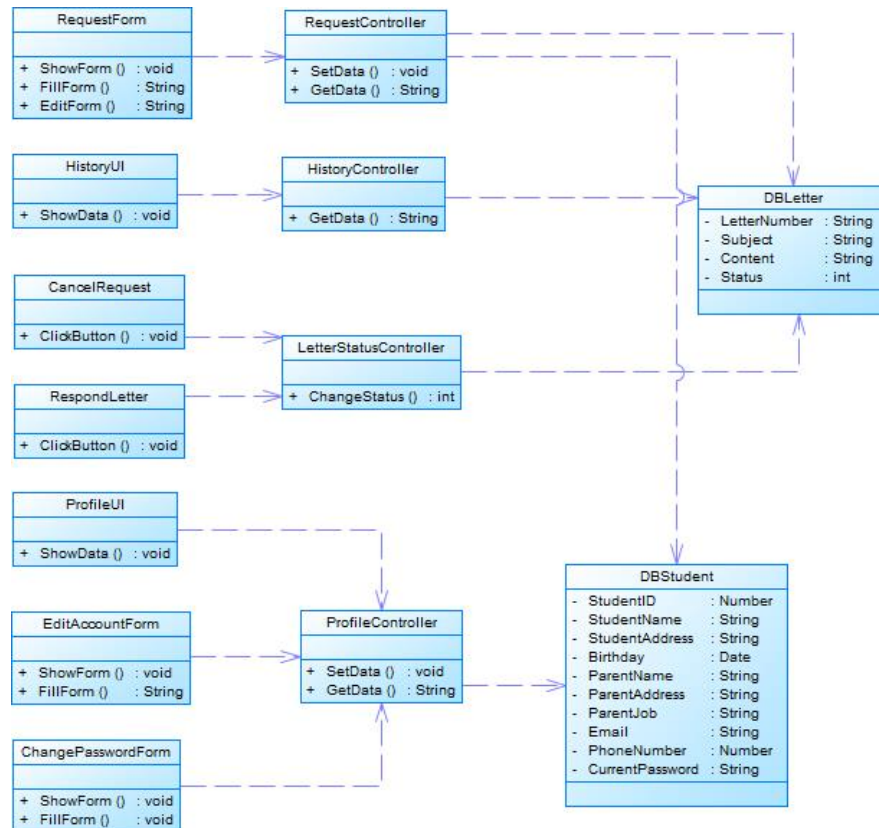 RequestForm
+ ShowForm () : void
+ FillForm () : String
+ EditForm () : String
RequestController
+ SetData () : void
+ GetData () : String
HistoryUI
+ ShowData () : void
HistoryController
+ GetData () : String
DBLetter
- LetterNumber : String
- Subject : String
- Content : String
- Status : int
CancelRequest
+ ClickButton () : void
LetterStatusController
+ ChangeStatus () : int
RespondLetter
+ ClickButton () : void
ProfileUI
+ ShowData () : void
EditAccountForm
+ ShowForm () : void
+ FillForm () : String
ProfileController
+ SetData () : void
+ GetData () : String
DBStudent
- StudentID : Number
- StudentName : String
- StudentAddress : String
- Birthday : Date
- ParentName : String
- ParentAddress : String
- ParentJob : String
- Email : String
- PhoneNumber : Number
- CurrentPassword : String
ChangePasswordForm
+ ShowForm () : void
+ FillForm () : void